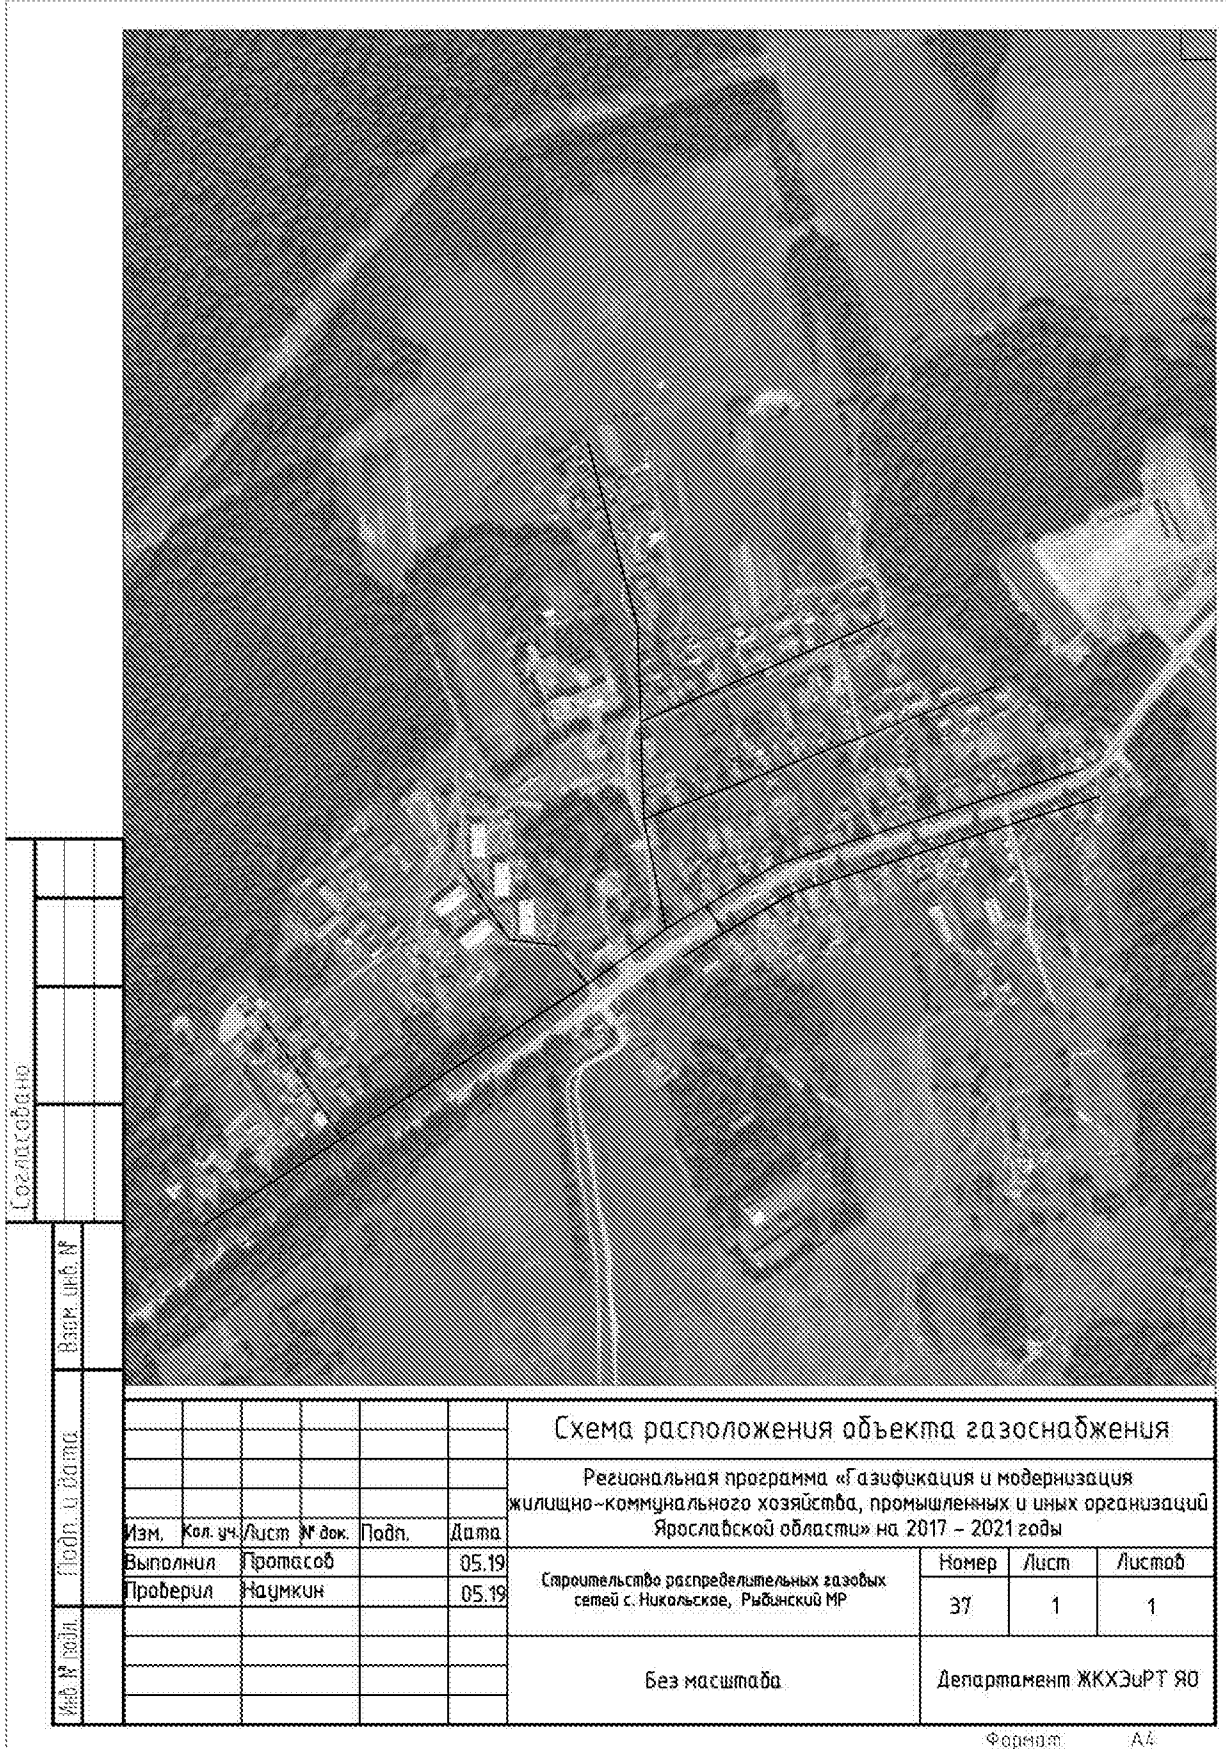 Согласовано
Взам. инв. №
Подп. и дата
Инв № подл.
Схема расположения объекта газоснабжения
Региональная программа «Газификация и модернизация
жилищно-коммунального хозяйства, промышленных и иных организаций
Ярославской области» на 2017 – 2021 годы
Изм. Кол. уч. Лист № док. Подп. Дата
Выполнил Протасов 05.19
Проверил Наумкин 05.19
Строительство распределительных газовых
сетей с. Никольское, Рыбинский МР
Номер Лист Листов
37 1 1
Без масштаба
Департамент ЖКХЭиРТ ЯО
Формат А4